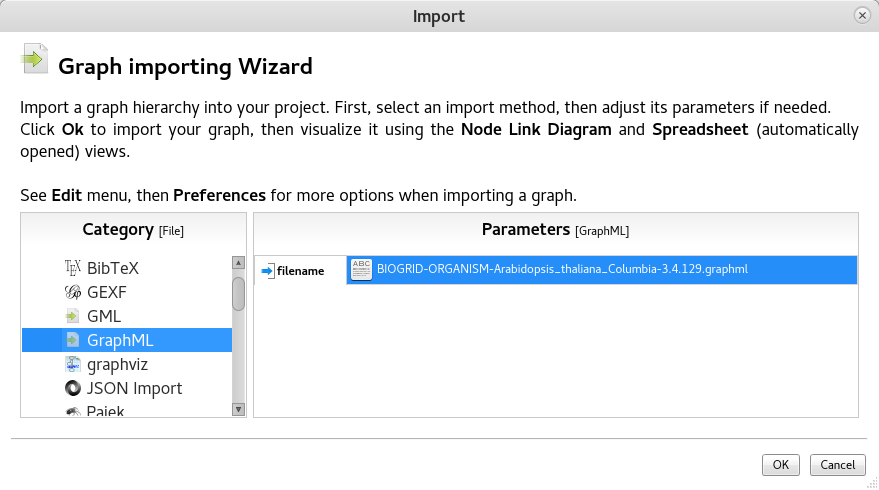 Import
Graph importing Wizard
Import a graph hierarchy into your project. First, select an import method, then adjust its parameters if needed.
Click Ok to import your graph, then visualize it using the Node Link Diagram and Spreadsheet (automatically
opened) views.
See Edit menu, then Preferences for more options when importing a graph.
Category [File]
BibTeX
GEXF
GML
GraphML
graphviz
JSON Import
Pajek
Parameters [GraphML]
filename
ABC
BIOGRID-ORGANISM-Arabidopsis_thaliana_Columbia-3.4.129.graphml
OK
Cancel